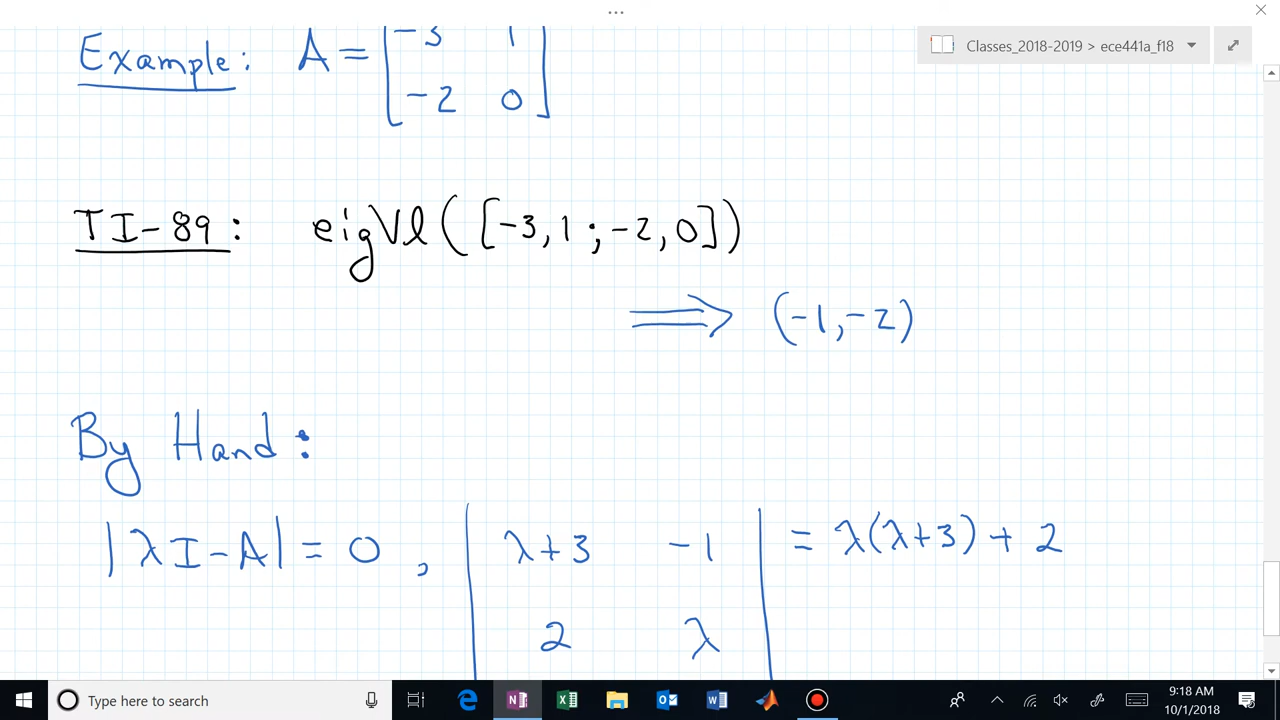 ...
Classes_2018-2019 > ece441a_f18
Example: A = [-3 1
-2 0]
TI-89: eigVl([-3,1;-2,0])
⟹ (-1,-2)
By Hand:
|λI-A| = 0, | λ+3 -1 | = λ(λ+3) + 2
| 2 λ |
Type here to search
9:18 AM
10/1/2018